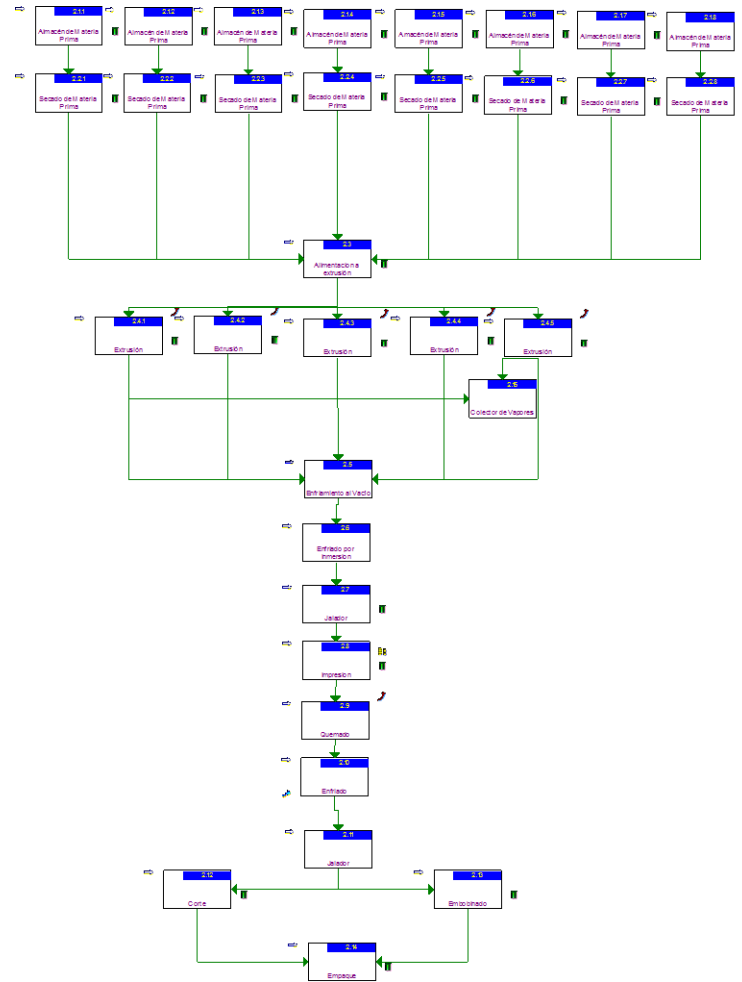 2.1.1
2.1.2
2.1.3
2.1.4
2.1.5
2.1.6
2.1.7
2.1.8
Almacén de Materia
Prima
Almacén de Materia
Prima
Almacén de Materia
Prima
Almacén de Materia
Prima
Almacén de Materia
Prima
Almacén de Materia
Prima
Almacén de Materia
Prima
Almacén de Materia
Prima
2.2.1
2.2.2
2.2.3
2.2.4
2.2.5
2.2.6
2.2.7
2.2.8
Secado de Materia
Prima
Secado de Materia
Prima
Secado de Materia
Prima
Secado de Materia
Prima
Secado de Materia
Prima
Secado de Materia
Prima
Secado de Materia
Prima
Secado de Materia
Prima
2.3
Alimentacion a
extrusión
2.4.1
2.4.2
2.4.3
2.4.4
2.4.5
Extrusión
Extrusión
Extrusión
Extrusión
Extrusión
2.15
Colector de Vapores
2.5
Enfriamiento al Vacío
2.6
Enfriado por
inmersion
2.7
Jalador
2.8
Impresion
2.9
Quemado
2.10
Enfriado
2.11
Jalador
2.12
Corte
2.13
Embobinado
2.14
Empaque